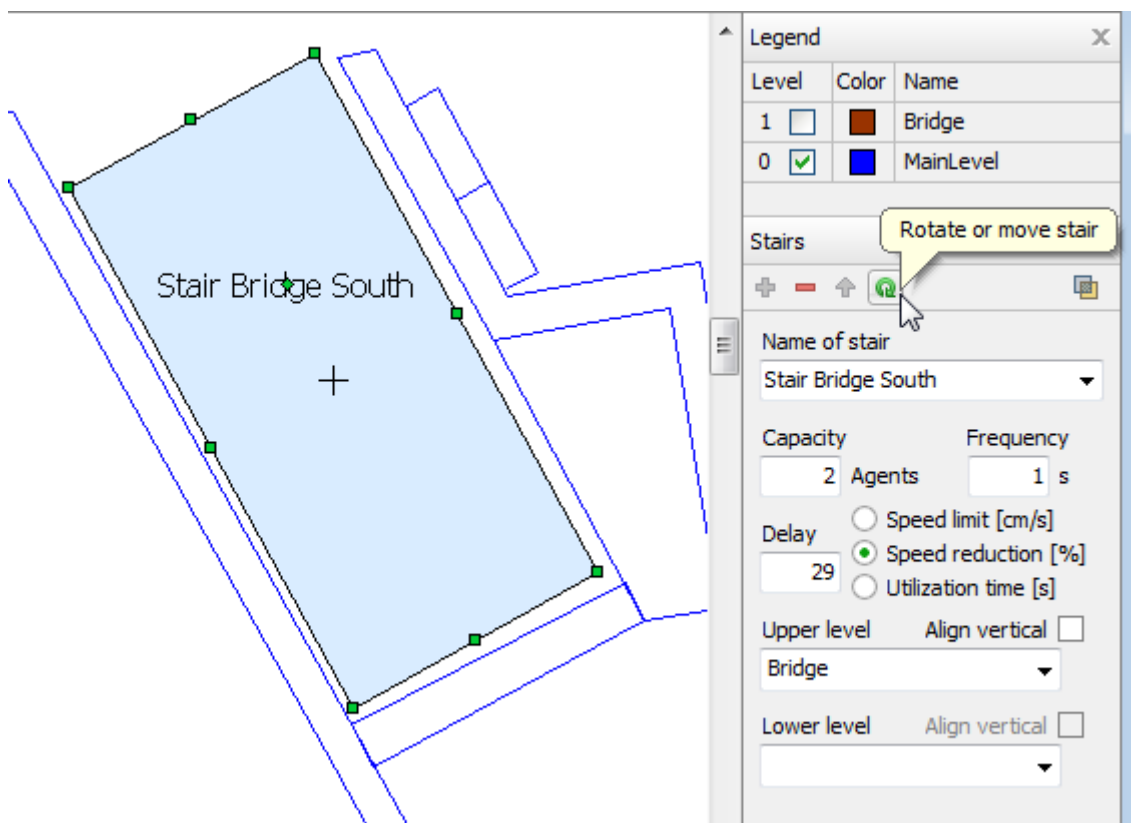 Stair Bridge South
Legend
Level Color Name
1 Bridge
0 MainLevel
Rotate or move stair
Stairs
Name of stair
Stair Bridge South
Capacity Frequency
2 Agents 1 s
Speed limit [cm/s]
Delay
Speed reduction [%]
29
Utilization time [s]
Upper level Align vertical
Bridge
Lower level Align vertical